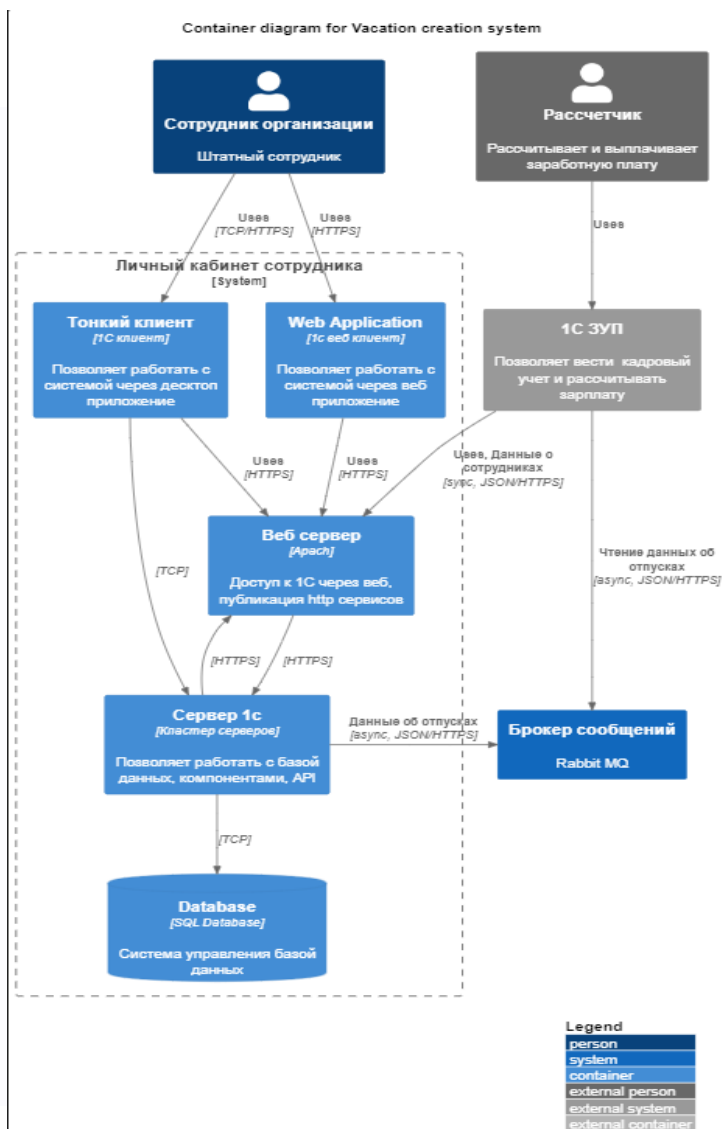 Container diagram for Vacation creation system
Сотрудник организации
Штатный сотрудник
Рассчетчик
Рассчитывает и выплачивает
заработную плату
Uses
[TCP/HTTPS]
Uses
[HTTPS]
Uses
Личный кабинет сотрудника
[System]
Тонкий клиент
[1С клиент]
Позволяет работать с
системой через десктоп
приложение
Web Application
[1с веб клиент]
Позволяет работать с
системой через веб
приложение
1С ЗУП
Позволяет вести кадровый
учет и рассчитывать
зарплату
Uses
[HTTPS]
Uses
[HTTPS]
Uses, Данные о
сотрудниках
[sync, JSON/HTTPS]
Веб сервер
[Apach]
Доступ к 1С через веб,
публикация http сервисов
[TCP]
Чтение данных об
отпусках
[async, JSON/HTTPS]
[HTTPS]
[HTTPS]
Сервер 1с
[Кластер серверов]
Позволяет работать с базой
данных, компонентами, API
Данные об отпусках
[async, JSON/HTTPS]
Брокер сообщений
Rabbit MQ
[TCP]
Database
[SQL Database]
Система управления базой
данных
Legend
person
system
container
external person
external system
external container